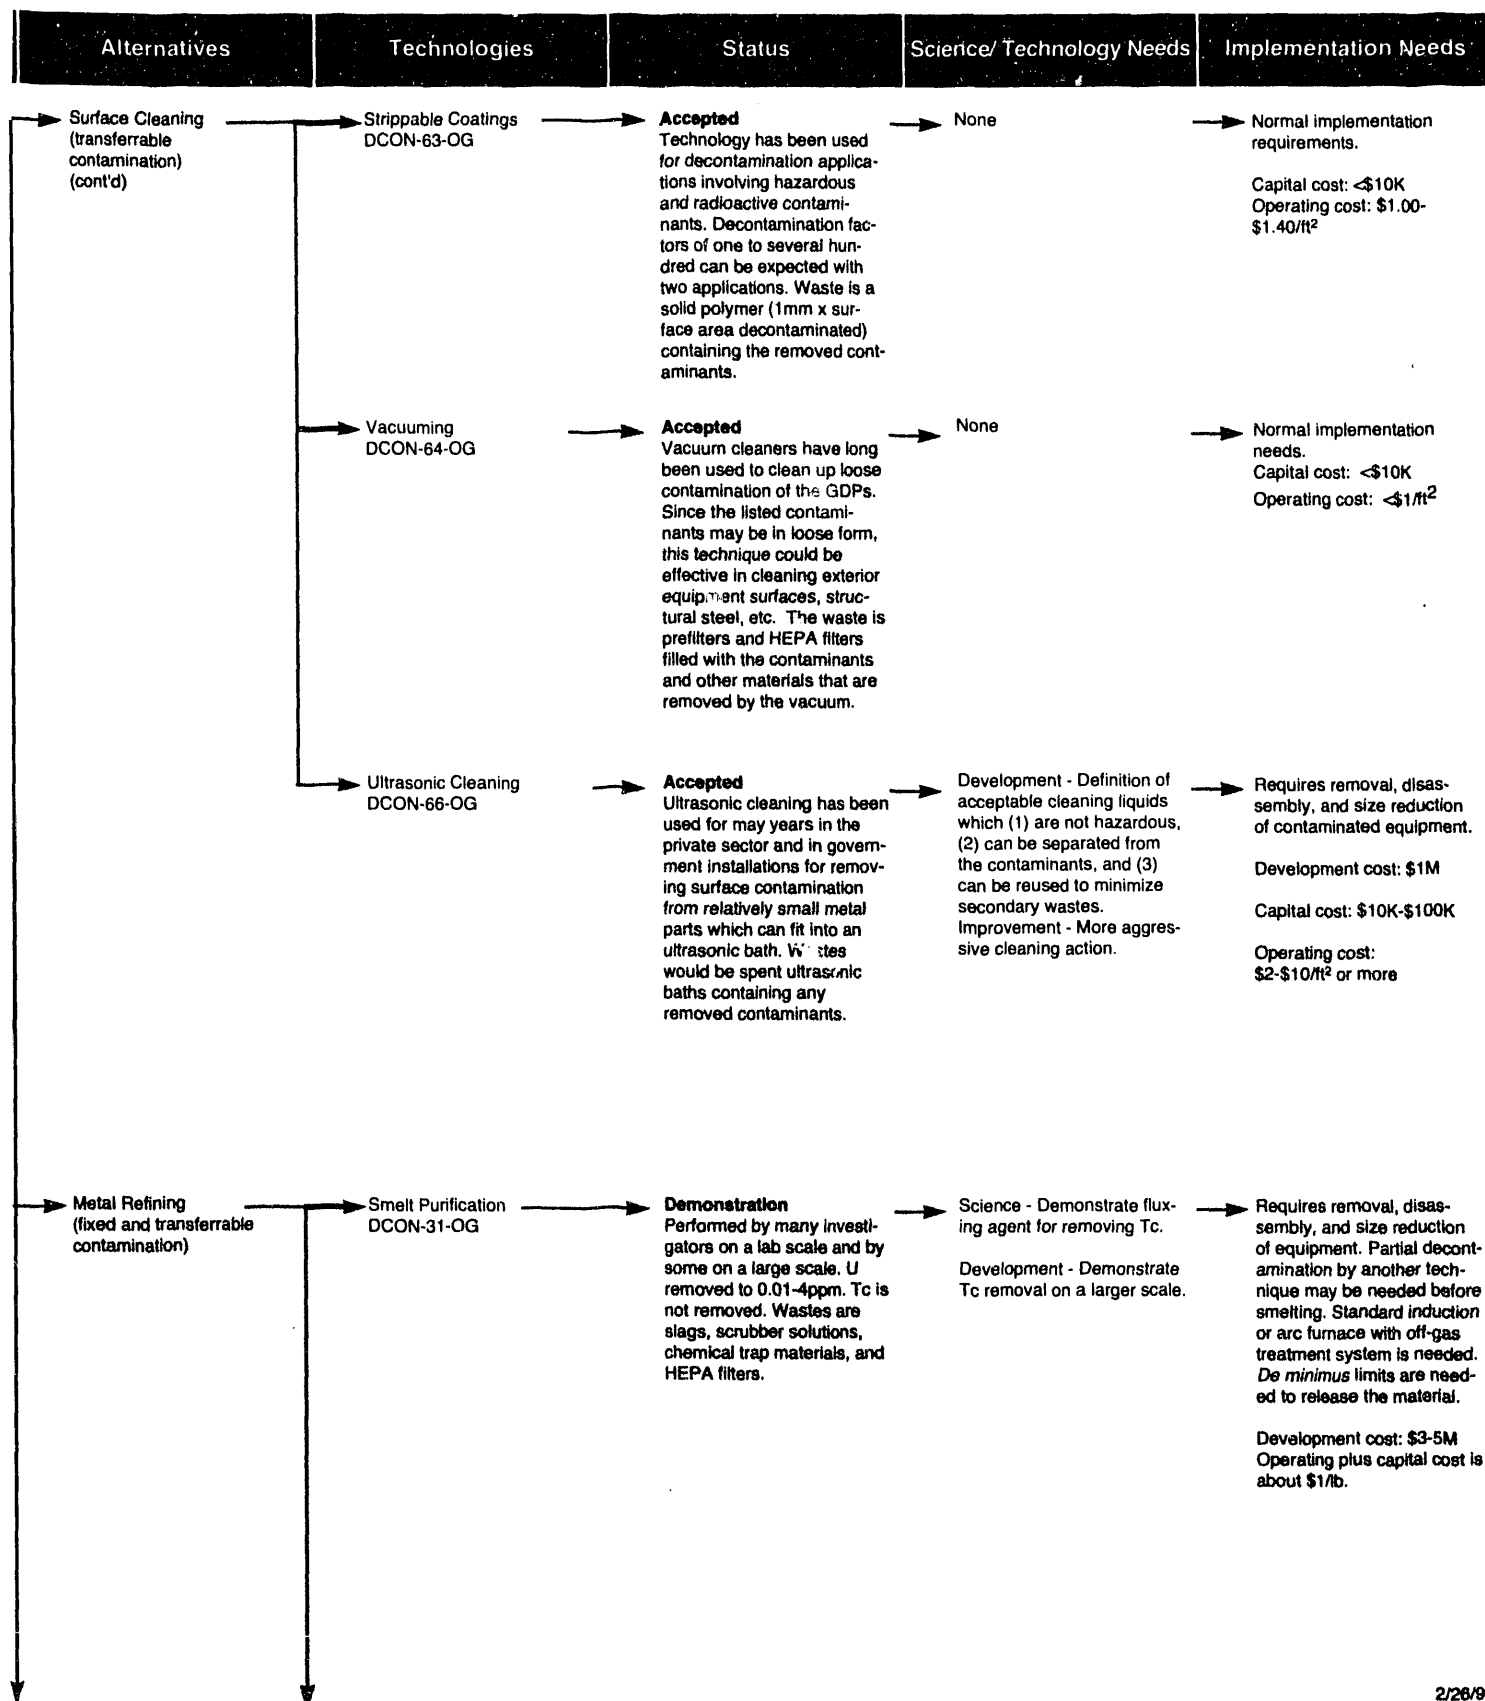 Alternatives
Technologies
Status
Science/ Technology Needs
Implementation Needs
Surface Cleaning
(transferrable
contamination)
(cont'd)
Strippable Coatings
DCON-63-OG
Accepted
Technology has been used
for decontamination applica-
tions involving hazardous
and radioactive contami-
nants. Decontamination fac-
tors of one to several hun-
dred can be expected with
two applications. Waste is a
solid polymer (1mm x sur-
face area decontaminated)
containing the removed cont-
aminants.
None
Normal implementation
requirements.
Capital cost: <$10K
Operating cost: $1.00-
$1.40/ft²
Vacuuming
DCON-64-OG
Accepted
Vacuum cleaners have long
been used to clean up loose
contamination of the GDPs.
Since the listed contami-
nants may be in loose form,
this technique could be
effective in cleaning exterior
equipment surfaces, struc-
tural steel, etc. The waste is
prefilters and HEPA filters
filled with the contaminants
and other materials that are
removed by the vacuum.
None
Normal implementation
needs.
Capital cost: <$10K
Operating cost: <$1/ft²
Ultrasonic Cleaning
DCON-66-OG
Accepted
Ultrasonic cleaning has been
used for may years in the
private sector and in govern-
ment installations for remov-
ing surface contamination
from relatively small metal
parts which can fit into an
ultrasonic bath. Wastes
would be spent ultrasonic
baths containing any
removed contaminants.
Development - Definition of
acceptable cleaning liquids
which (1) are not hazardous,
(2) can be separated from
the contaminants, and (3)
can be reused to minimize
secondary wastes.
Improvement - More aggres-
sive cleaning action.
Requires removal, disas-
sembly, and size reduction
of contaminated equipment.
Development cost: $1M
Capital cost: $10K-$100K
Operating cost:
$2-$10/ft² or more
Metal Refining
(fixed and transferrable
contamination)
Smelt Purification
DCON-31-OG
Demonstration
Performed by many investi-
gators on a lab scale and by
some on a large scale. U
removed to 0.01-4ppm. Tc is
not removed. Wastes are
slags, scrubber solutions,
chemical trap materials, and
HEPA filters.
Science - Demonstrate flux-
ing agent for removing Tc.
Development - Demonstrate
Tc removal on a larger scale.
Requires removal, disas-
sembly, and size reduction
of equipment. Partial decont-
amination by another tech-
nique may be needed before
smelting. Standard induction
or arc furnace with off-gas
treatment system is needed.
De minimus limits are need-
ed to release the material.
Development cost: $3-5M
Operating plus capital cost is
about $1/lb.
2/26/9